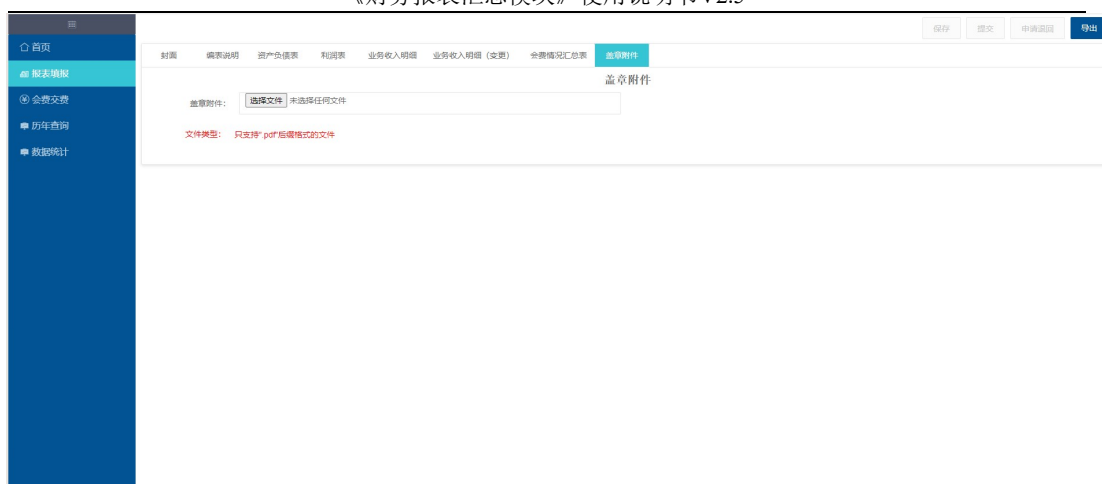 《财务报表汇总模块》使用说明书 V2.3
保存 提交 申请退回 导出
首页
报表填报
会费交费
历年查询
数据统计
封面 编表说明 资产负债表 利润表 业务收入明细 业务收入明细（变更） 会费情况汇总表 盖章附件
盖章附件
盖章附件： 选择文件 未选择任何文件
文件类型： 只支持".pdf"后缀格式的文件